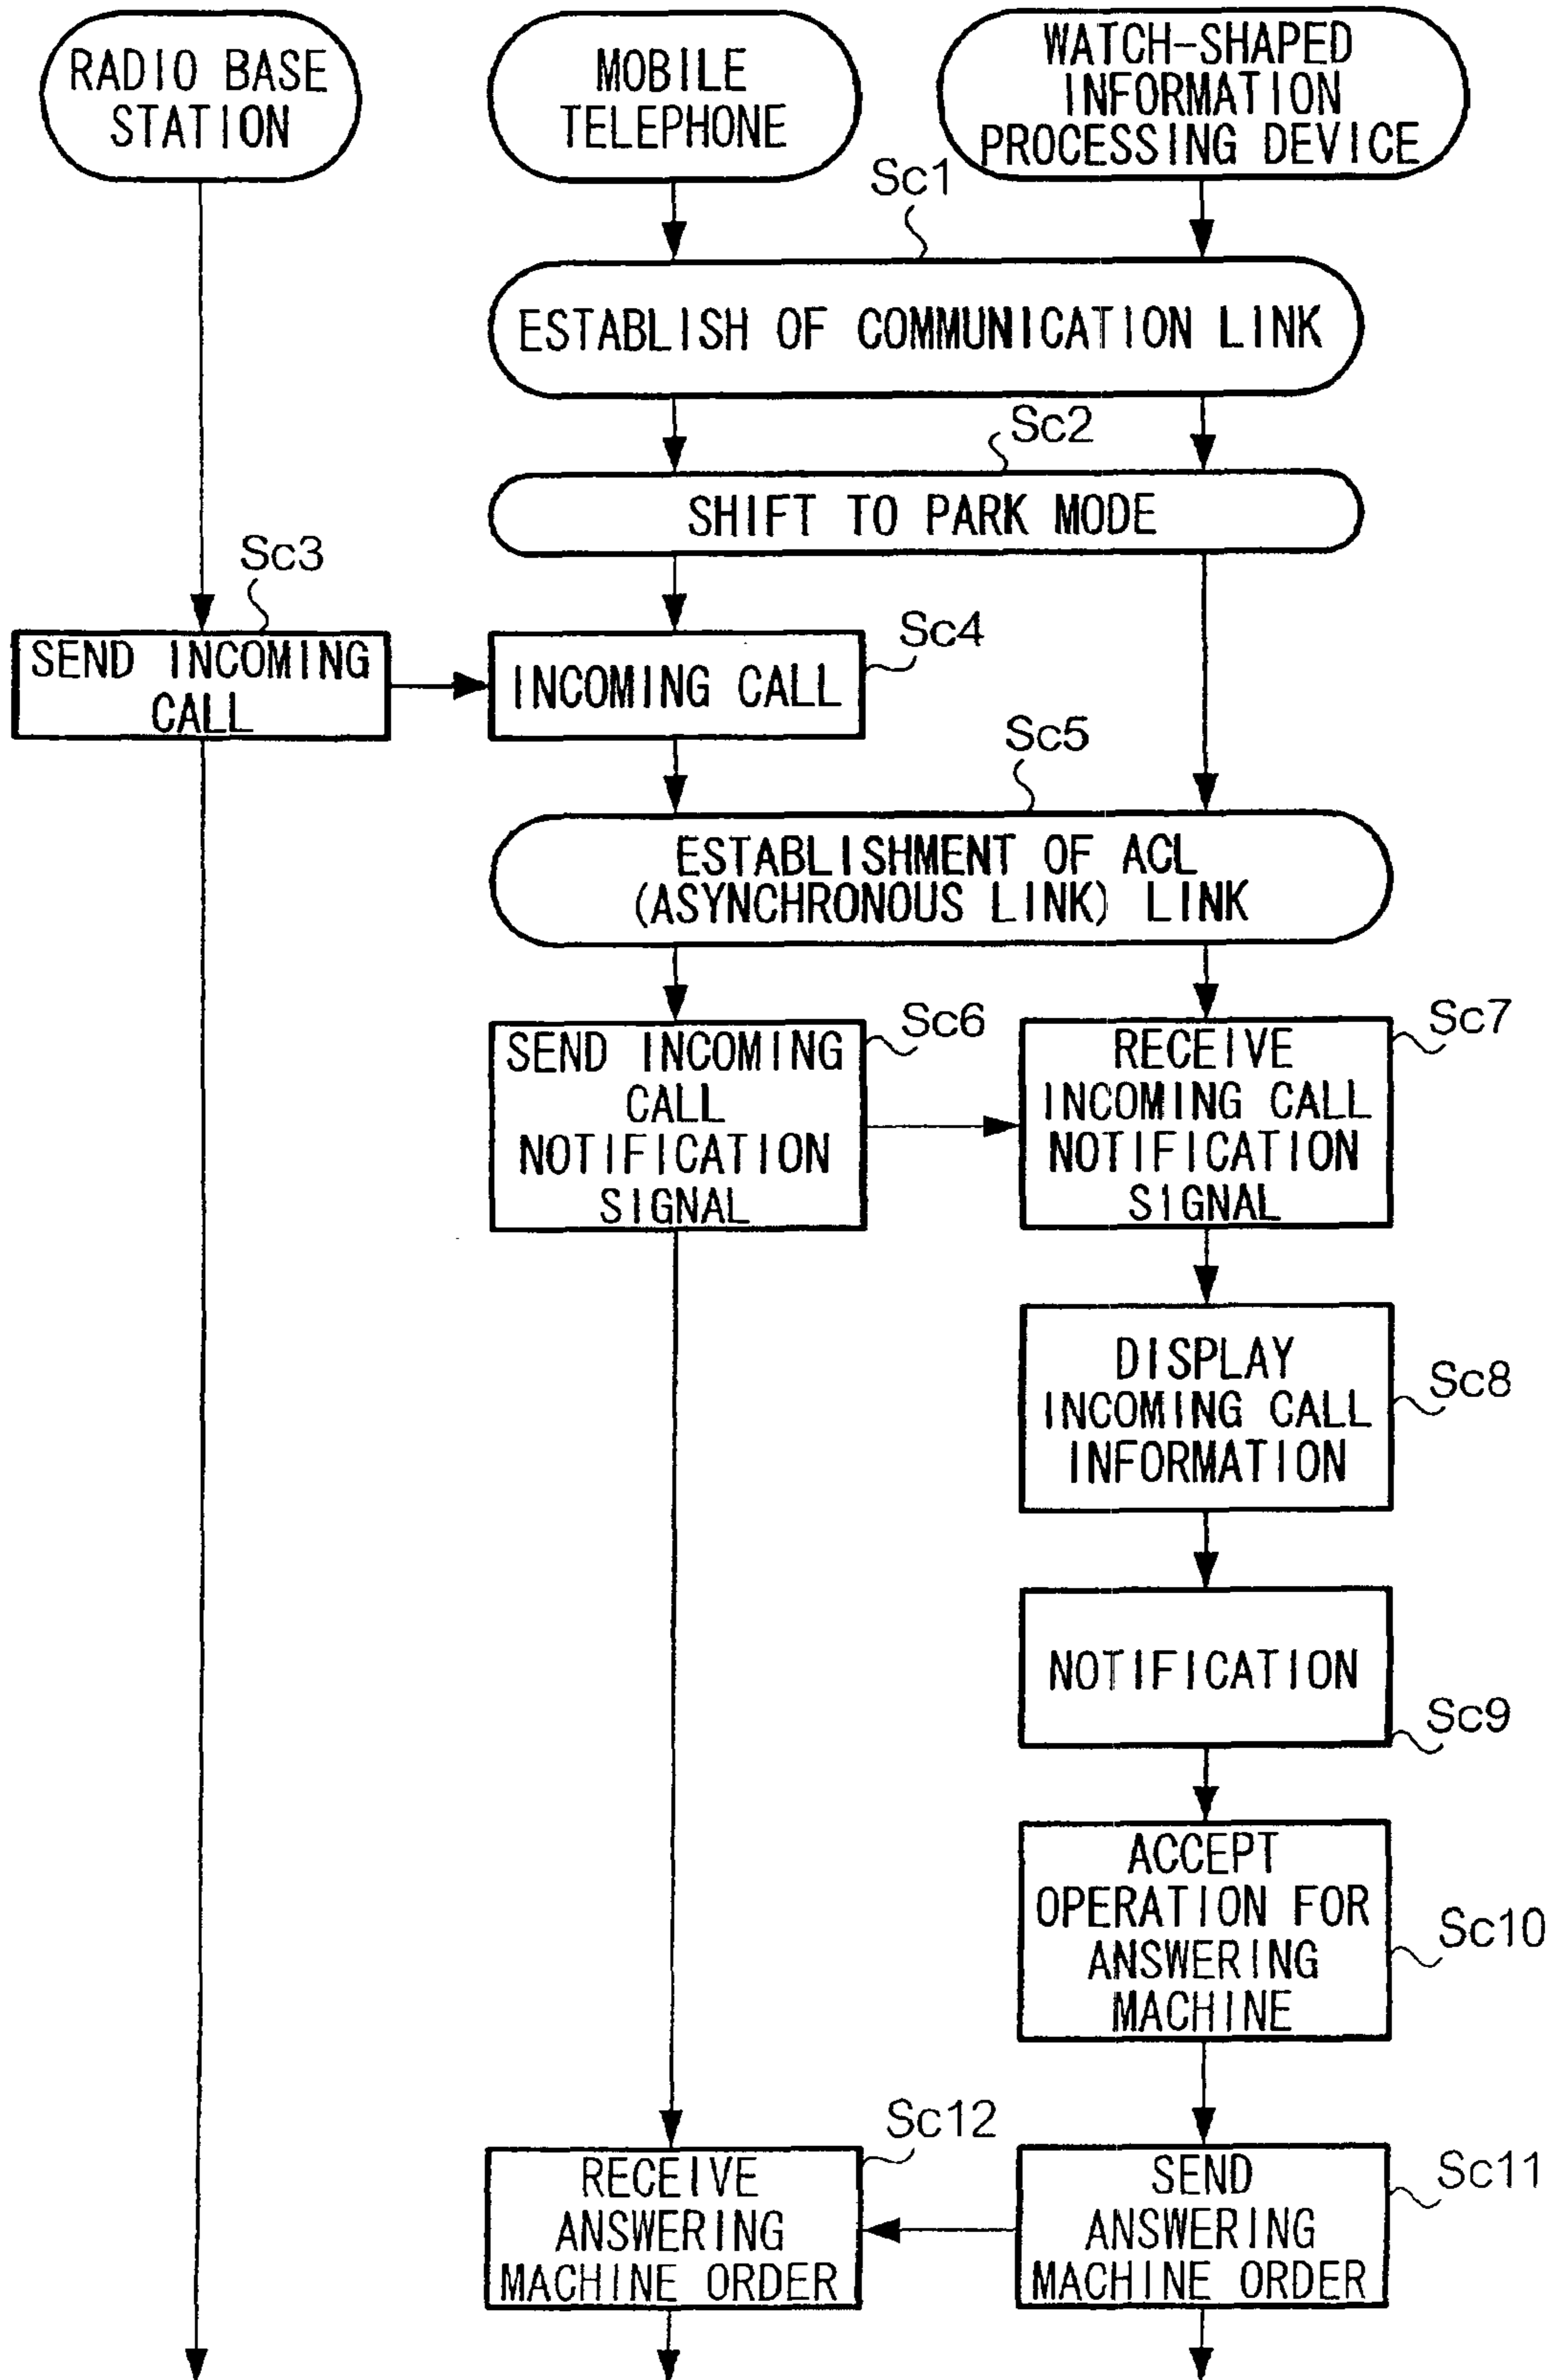 RADIO BASE
STATION
MOBILE
TELEPHONE
WATCH-SHAPED
INFORMATION
PROCESSING DEVICE
Sc1
ESTABLISH OF COMMUNICATION LINK
Sc2
SHIFT TO PARK MODE
Sc3
SEND INCOMING
CALL
Sc4
INCOMING CALL
Sc5
ESTABLISHMENT OF ACL
(ASYNCHRONOUS LINK) LINK
Sc6
SEND INCOMING
CALL
NOTIFICATION
SIGNAL
Sc7
RECEIVE
INCOMING CALL
NOTIFICATION
SIGNAL
Sc8
DISPLAY
INCOMING CALL
INFORMATION
NOTIFICATION
Sc9
ACCEPT
OPERATION FOR
ANSWERING
MACHINE
Sc10
Sc12
RECEIVE
ANSWERING
MACHINE ORDER
Sc11
SEND
ANSWERING
MACHINE ORDER